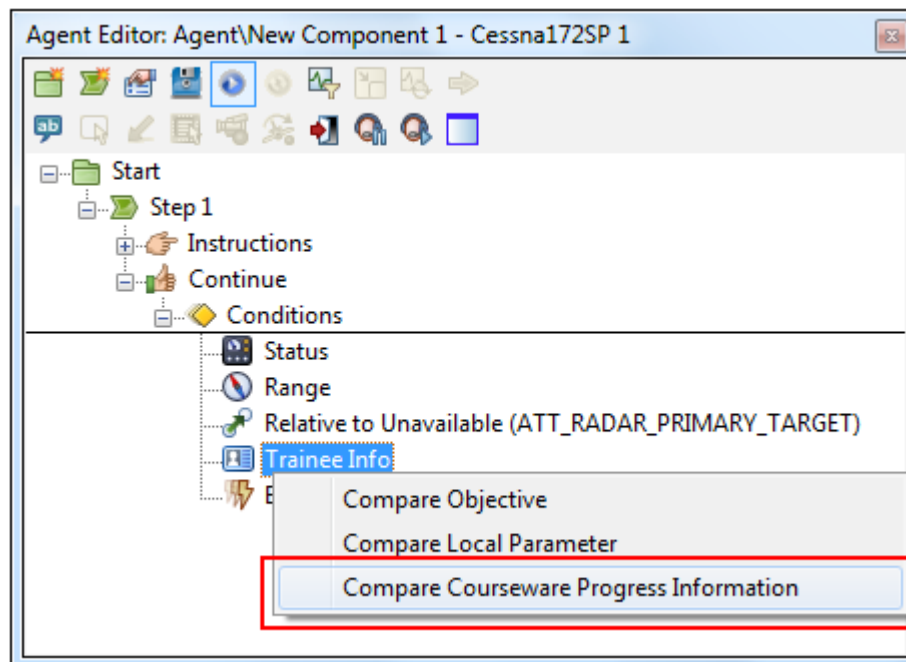 Agent Editor: Agent\New Component 1 - Cessna172SP 1
ab
Start
Step 1
Instructions
Continue
Conditions
Status
Range
Relative to Unavailable (ATT_RADAR_PRIMARY_TARGET)
Trainee Info
E
Compare Objective
Compare Local Parameter
Compare Courseware Progress Information